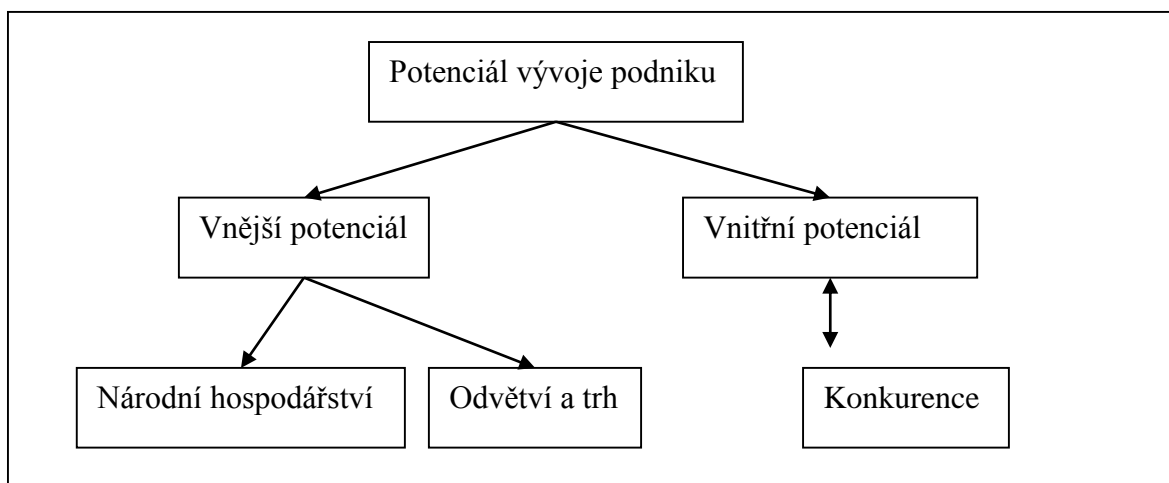 Potenciál vývoje podniku
Vnější potenciál
Vnitřní potenciál
Národní hospodářství
Odvětví a trh
Konkurence